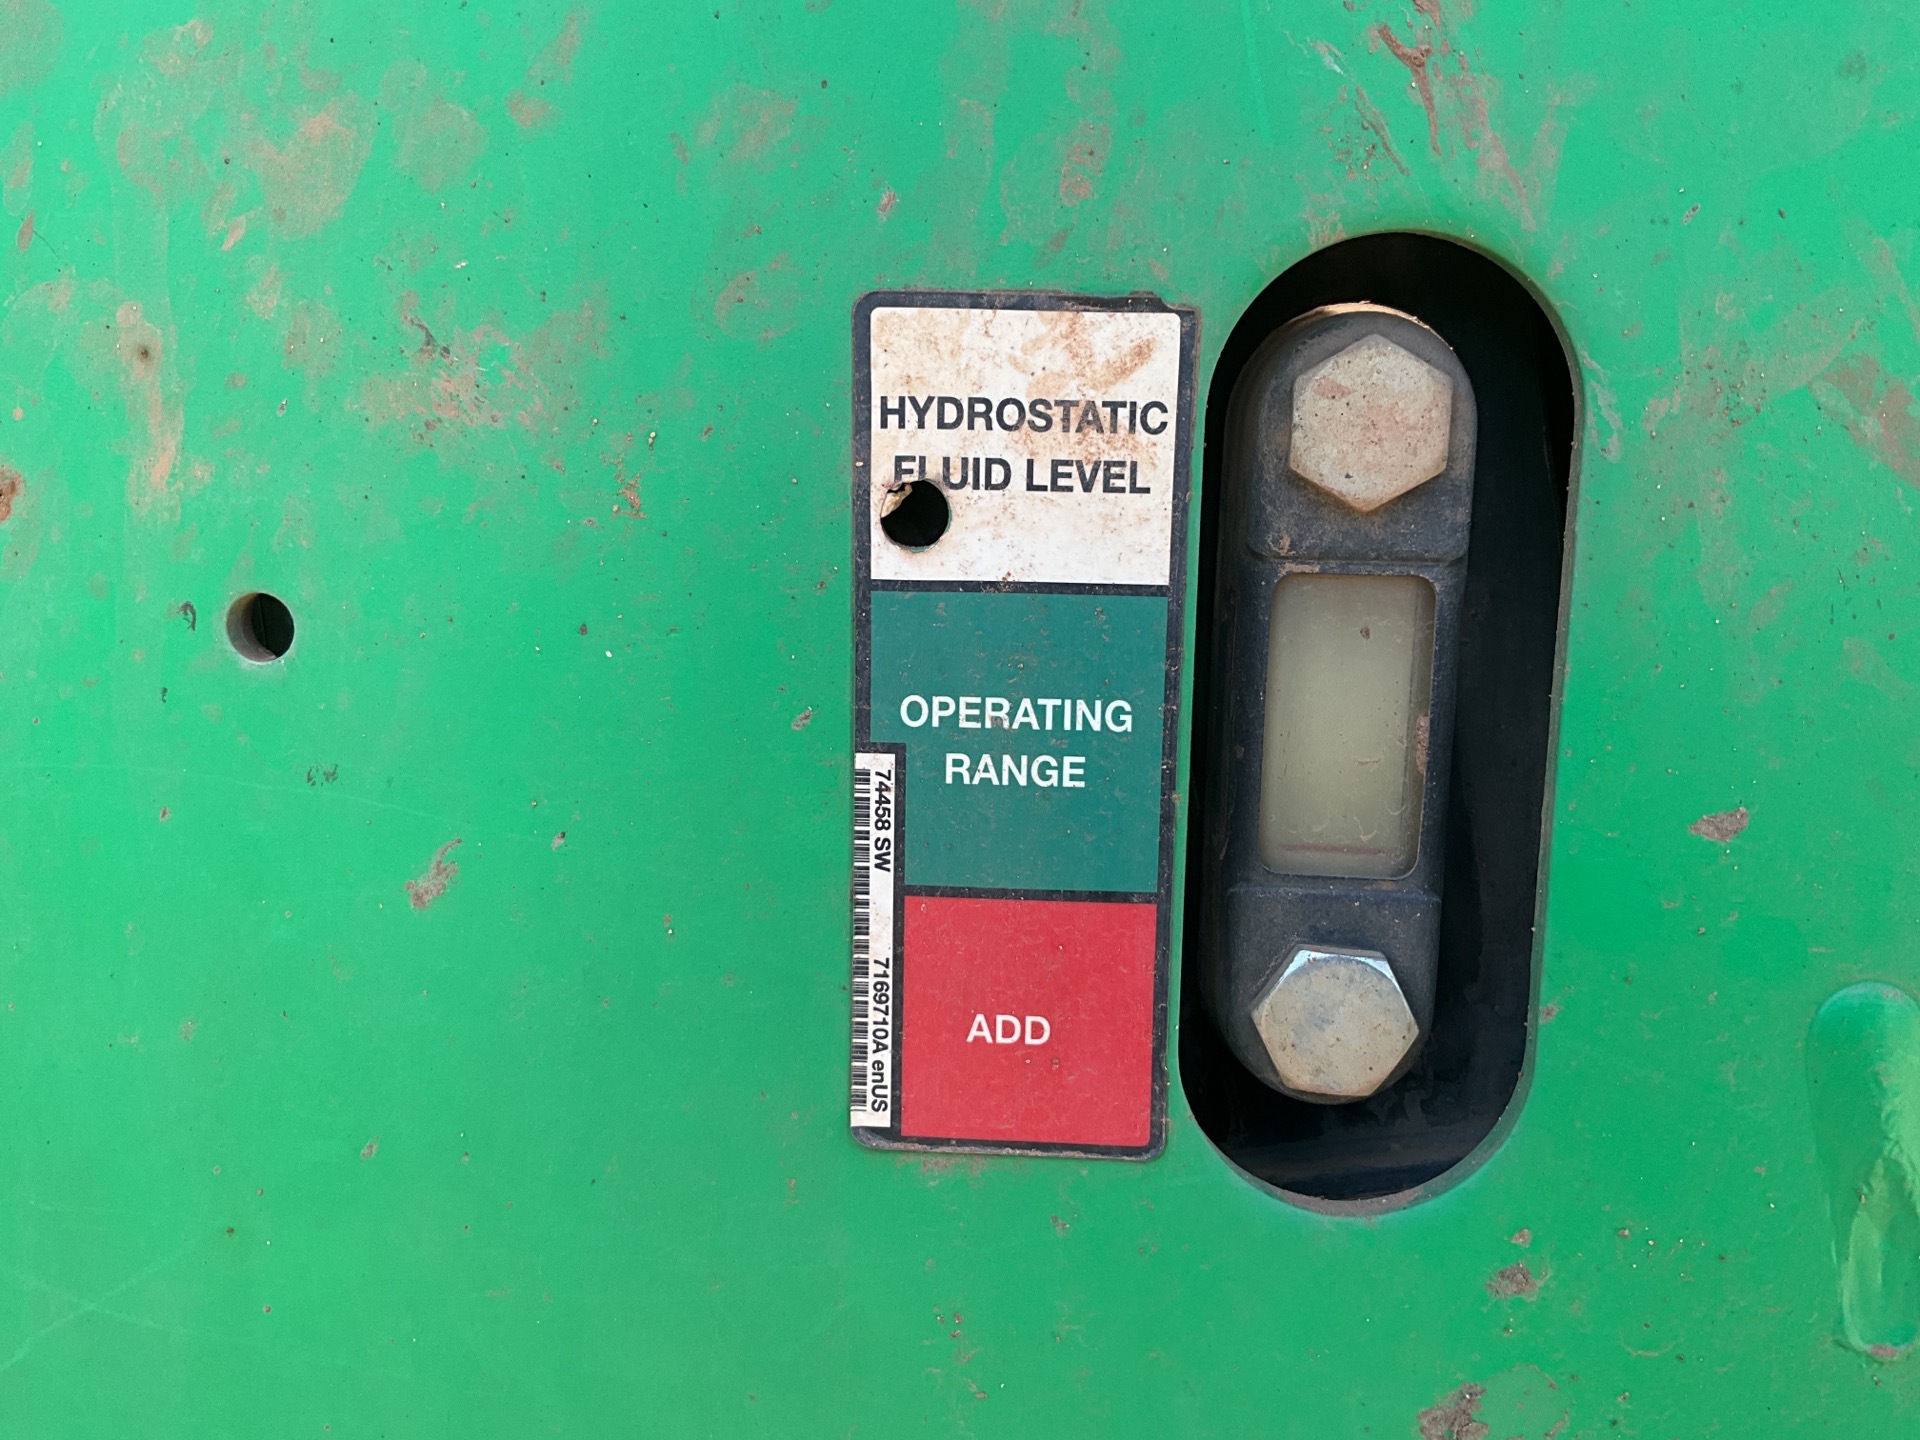 HYDROSTATIC
FLUID LEVEL
OPERATING
RANGE
ADD
74458 SW
7169710A enUS